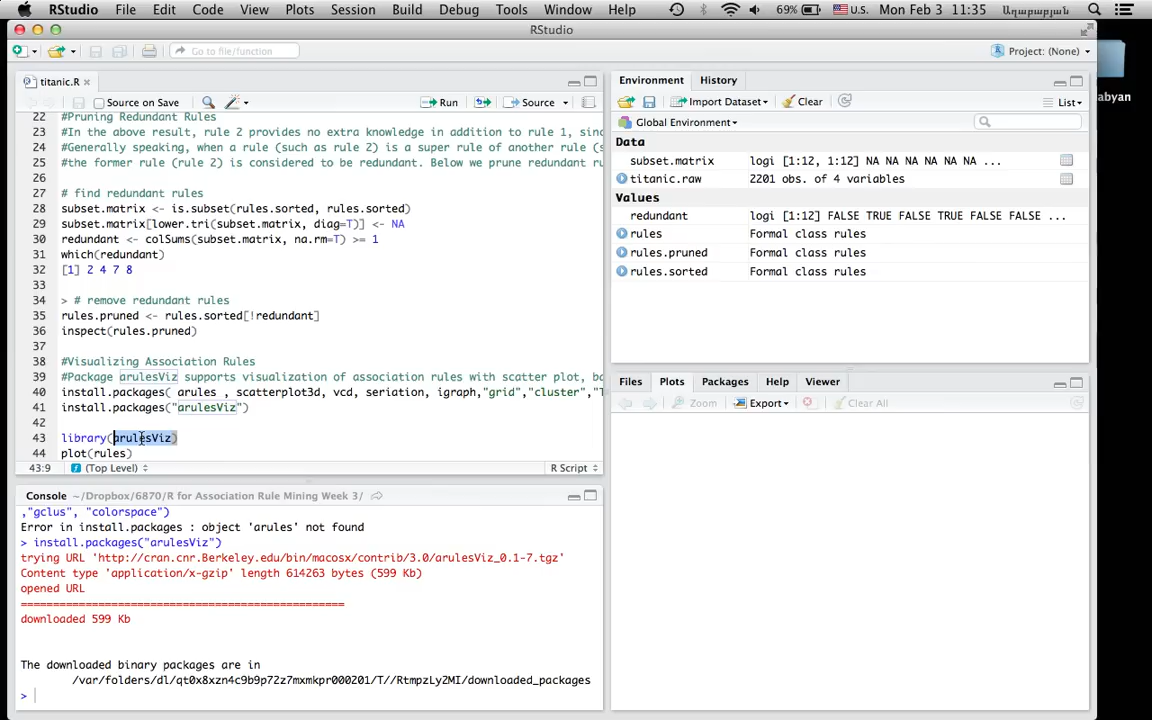 RStudio File Edit Code View Plots Session Build Debug Tools Window Help 69% U.S. Mon Feb 3 11:35 Աղաբաբյան
RStudio
Go to file/function
Project: (None)
abyan
titanic.R
Source on Save Run Source
22 #Pruning Redundant Rules
23 #In the above result, rule 2 provides no extra knowledge in addition to rule 1, sinc
24 #Generally speaking, when a rule (such as rule 2) is a super rule of another rule (s
25 #the former rule (rule 2) is considered to be redundant. Below we prune redundant ru
26
27 # find redundant rules
28 subset.matrix <- is.subset(rules.sorted, rules.sorted)
29 subset.matrix[lower.tri(subset.matrix, diag=T)] <- NA
30 redundant <- colSums(subset.matrix, na.rm=T) >= 1
31 which(redundant)
32 [1] 2 4 7 8
33
34 > # remove redundant rules
35 rules.pruned <- rules.sorted[!redundant]
36 inspect(rules.pruned)
37
38 #Visualizing Association Rules
39 #Package arulesViz supports visualization of association rules with scatter plot, ba
40 install.packages( arules , scatterplot3d, vcd, seriation, igraph,"grid","cluster","T
41 install.packages("arulesViz")
42
43 library(arulesViz)
44 plot(rules)
43:9 (Top Level) R Script
Console ~/Dropbox/6870/R for Association Rule Mining Week 3/
,"gclus", "colorspace")
Error in install.packages : object 'arules' not found
> install.packages("arulesViz")
trying URL 'http://cran.cnr.Berkeley.edu/bin/macosx/contrib/3.0/arulesViz_0.1-7.tgz'
Content type 'application/x-gzip' length 614263 bytes (599 Kb)
opened URL
==================================================
downloaded 599 Kb
The downloaded binary packages are in
/var/folders/dl/qt0x8xzn4c9b9p72z7mxmkpr000201/T//RtmpzLy2MI/downloaded_packages
>
Environment History
Import Dataset Clear List
Global Environment
Data
subset.matrix logi [1:12, 1:12] NA NA NA NA NA NA ...
titanic.raw 2201 obs. of 4 variables
Values
redundant logi [1:12] FALSE TRUE FALSE TRUE FALSE FALSE ...
rules Formal class rules
rules.pruned Formal class rules
rules.sorted Formal class rules
Files Plots Packages Help Viewer
Zoom Export Clear All